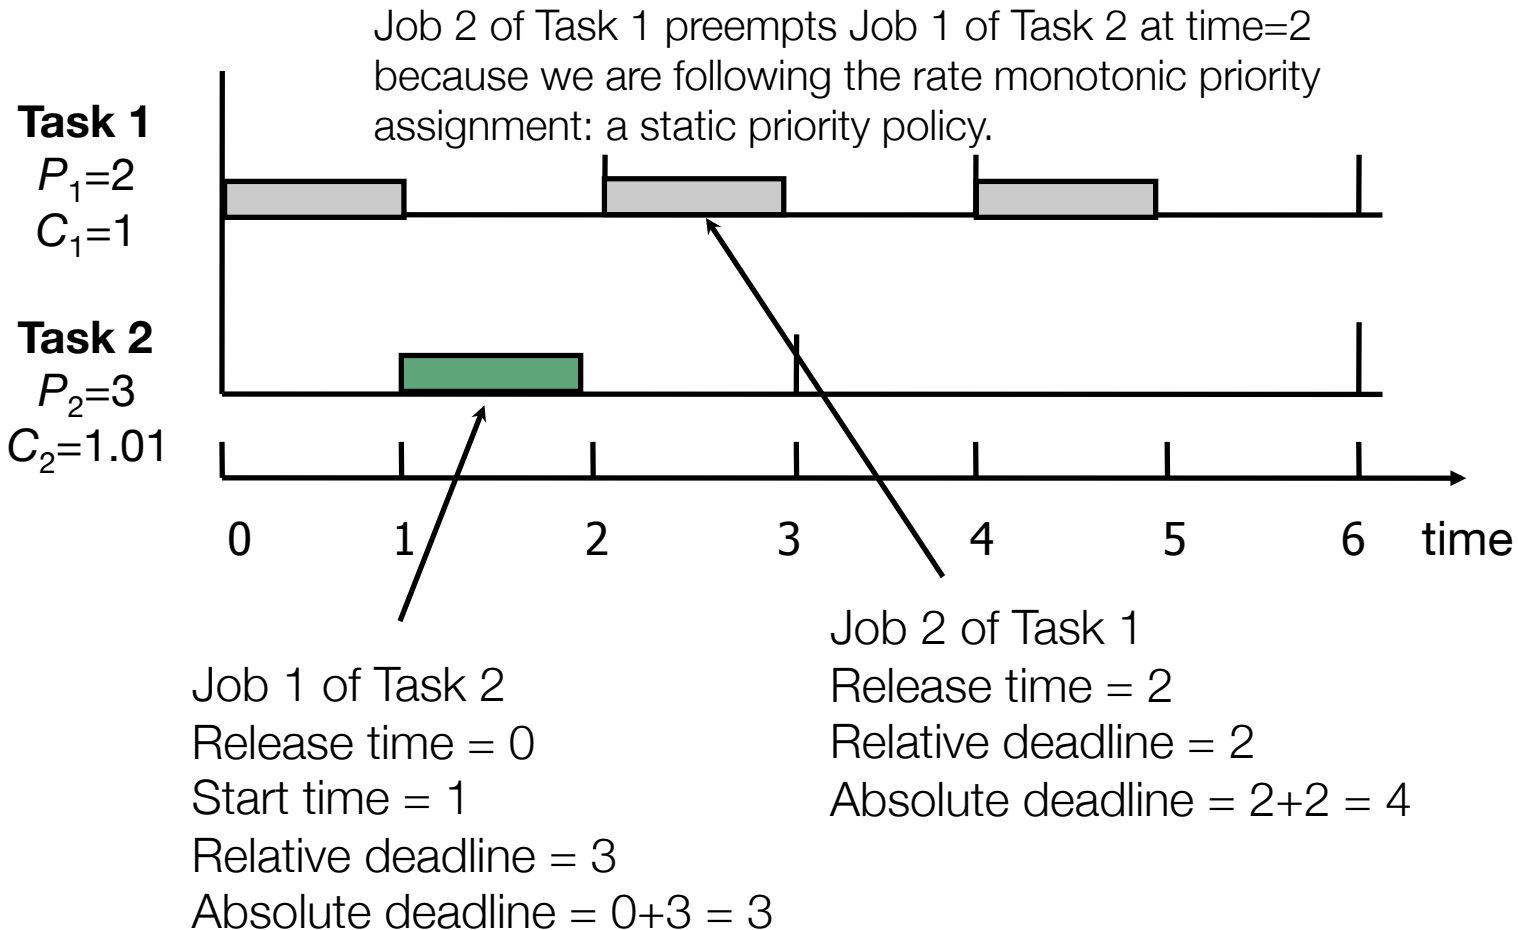 Job 2 of Task 1 preempts Job 1 of Task 2 at time=2
because we are following the rate monotonic priority
assignment: a static priority policy.
Task 1
P1=2
C1=1
Task 2
P2=3
C2=1.01
0 1 2 3 4 5 6 time
Job 1 of Task 2
Release time = 0
Start time = 1
Relative deadline = 3
Absolute deadline = 0+3 = 3
Job 2 of Task 1
Release time = 2
Relative deadline = 2
Absolute deadline = 2+2 = 4